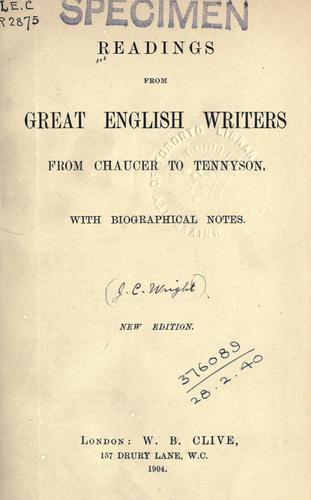 LE.C
R2875
SPECIMEN
READINGS
FROM
GREAT ENGLISH WRITERS
FROM CHAUCER TO TENNYSON.
WITH BIOGRAPHICAL NOTES.
(J. C. Wright)
NEW EDITION.
376089
28.2.40
LONDON: W. B. CLIVE,
157 DRURY LANE, W.C.
1904.